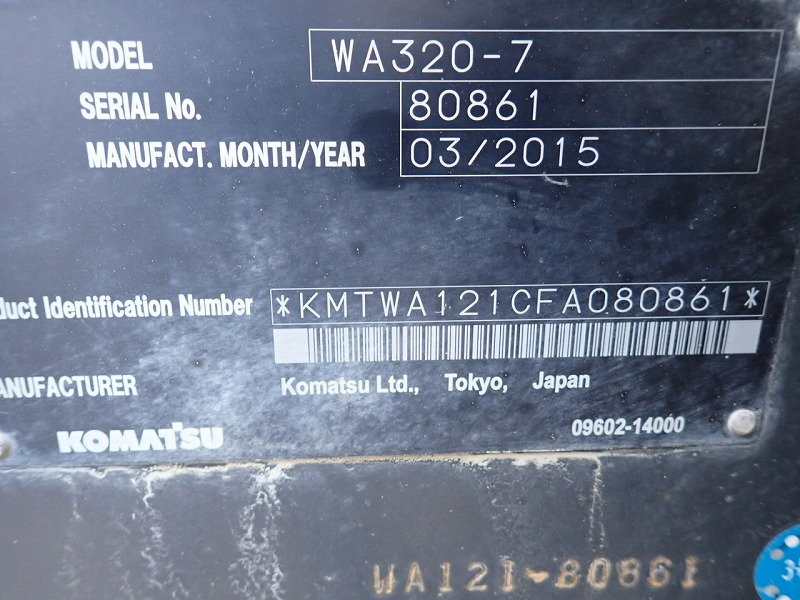 MODEL WA320-7
SERIAL No. 80861
MANUFACT. MONTH/YEAR 03/2015
duct Identification Number *KMTWA121CFA080861*
ANUFACTURER Komatsu Ltd., Tokyo, Japan
KOMATSU 09602-14000
WA121-80861